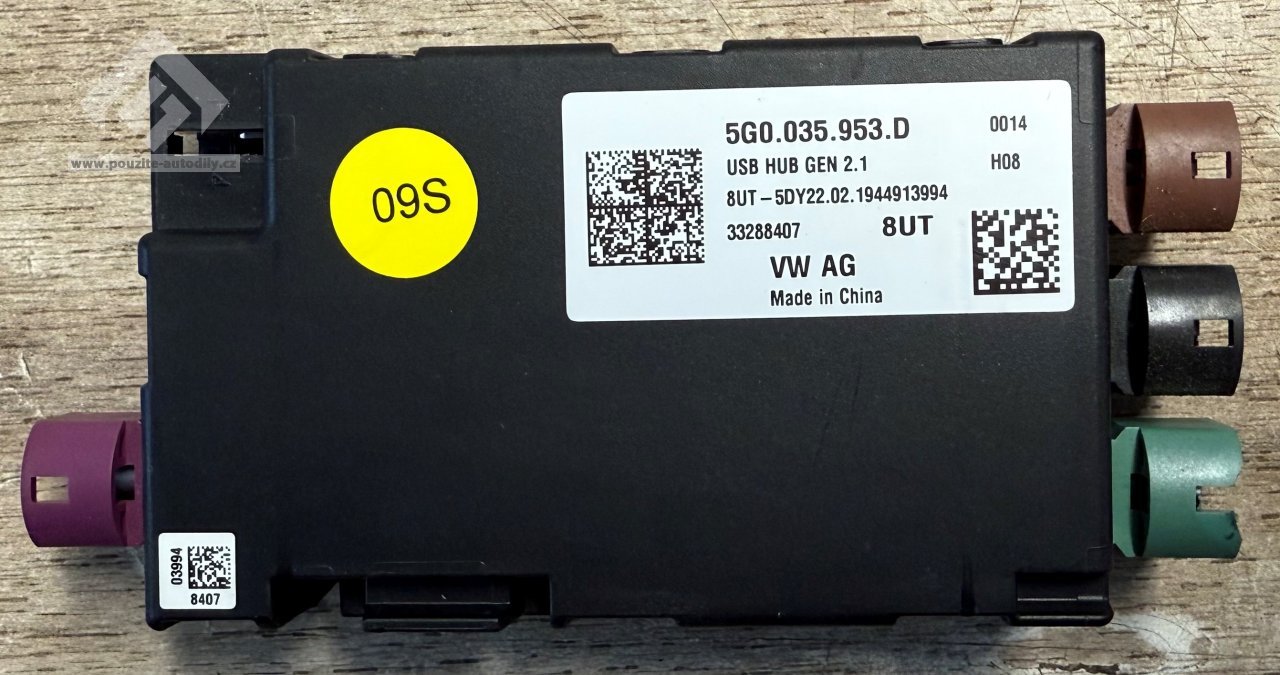 www.pouzite-autodily.cz
09S
5G0.035.953.D 0014
USB HUB GEN 2.1 H08
8UT-5DY22.02.1944913994
33288407 8UT
VW AG
Made in China
03994
8407